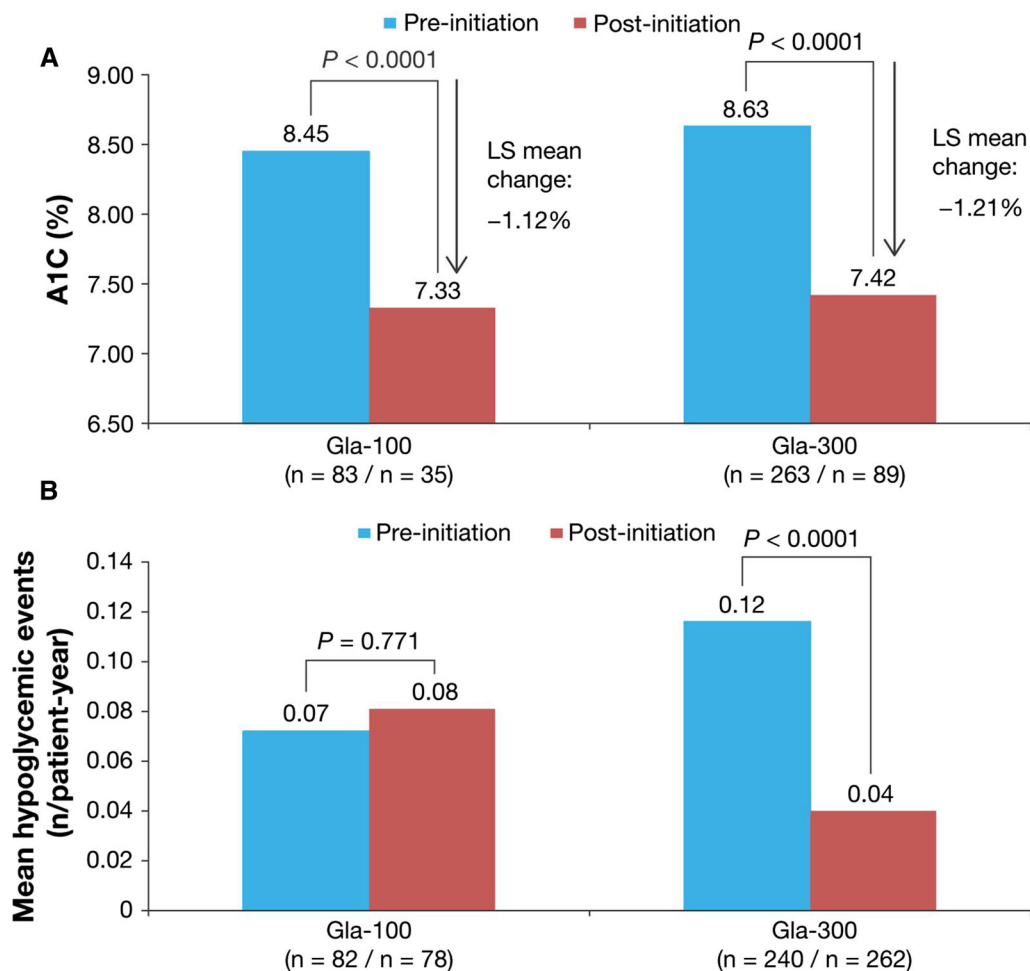 Pre-initiation Post-initiation
A
P < 0.0001
P < 0.0001
9.00
8.50
8.00
7.50
7.00
6.50
A1C (%)
8.45
7.33
LS mean
change:
−1.12%
8.63
7.42
LS mean
change:
−1.21%
Gla-100
(n = 83 / n = 35)
Gla-300
(n = 263 / n = 89)
B
Pre-initiation Post-initiation
0.14
0.12
0.10
0.08
0.06
0.04
0.02
0
Mean hypoglycemic events
(n/patient-year)
P = 0.771
0.07
0.08
P < 0.0001
0.12
0.04
Gla-100
(n = 82 / n = 78)
Gla-300
(n = 240 / n = 262)